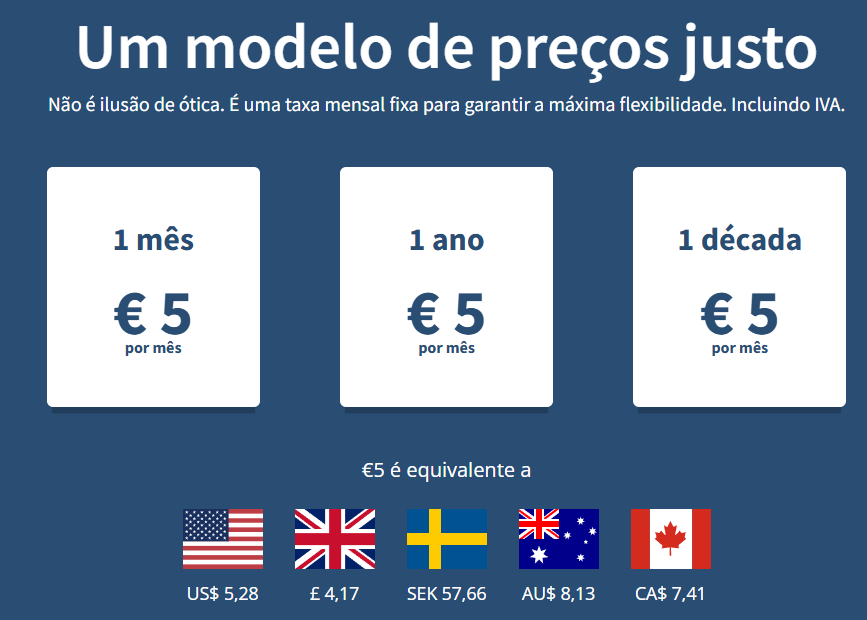 Um modelo de preços justo
Não é ilusão de ótica. É uma taxa mensal fixa para garantir a máxima flexibilidade. Incluindo IVA.
1 mês
€ 5
por mês
1 ano
€ 5
por mês
1 década
€ 5
por mês
€5 é equivalente a
US$ 5,28
£ 4,17
SEK 57,66
AU$ 8,13
CA$ 7,41